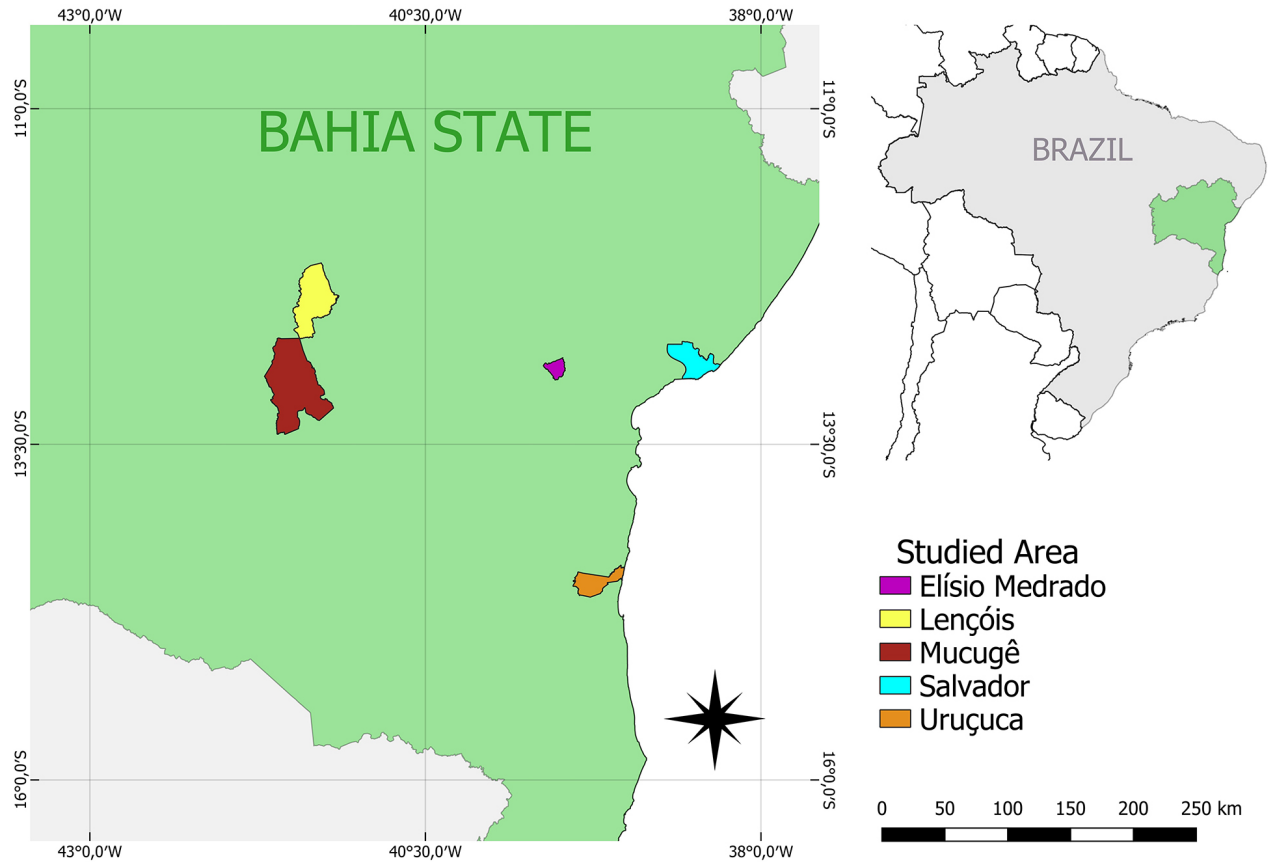 43°0,0'W 40°30,0'W 38°0,0'W
11°0,0'S
11°0,0'S
BAHIA STATE
BRAZIL
13°30,0'S
13°30,0'S
Studied Area
Elísio Medrado
Lençóis
Mucugê
Salvador
Uruçuca
16°0,0'S
16°0,0'S
0 50 100 150 200 250 km
43°0,0'W 40°30,0'W 38°0,0'W